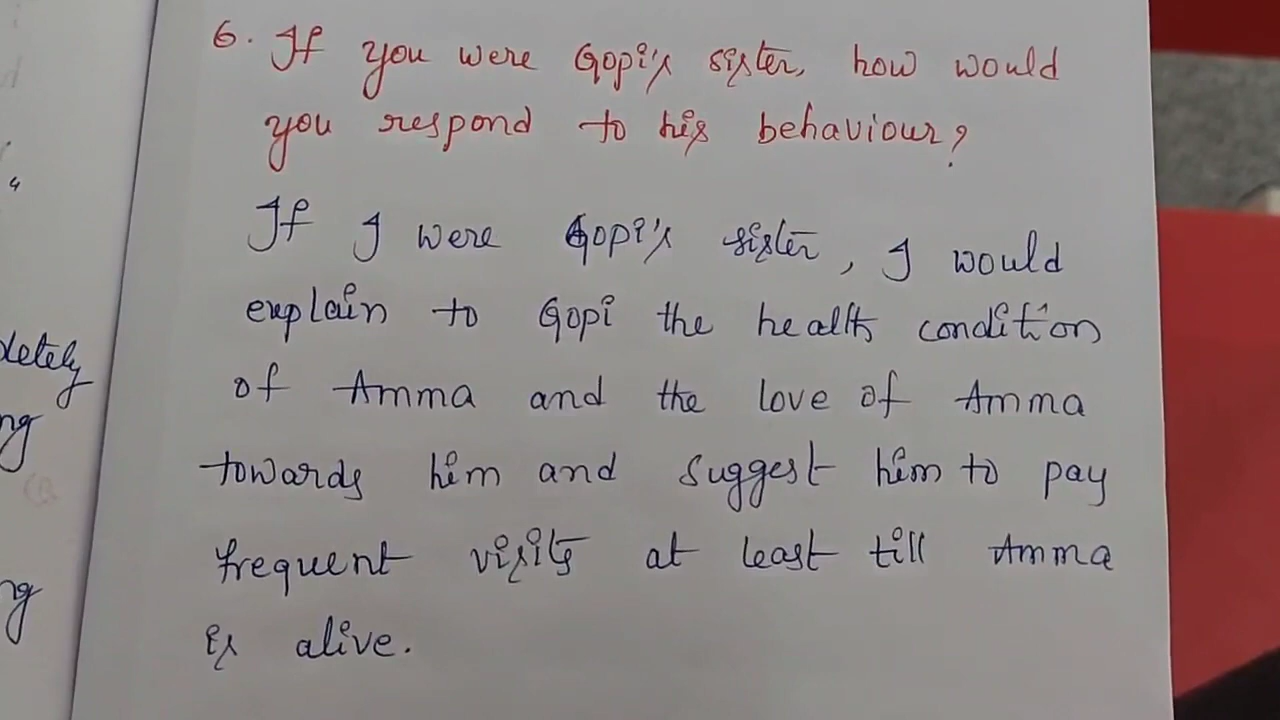 6. If you were Gopi's sister, how would
you respond to his behaviour?
If I were Gopi's sister, I would
explain to Gopi the health condition
of Amma and the love of Amma
towards him and suggest him to pay
frequent visits at least till Amma
is alive.